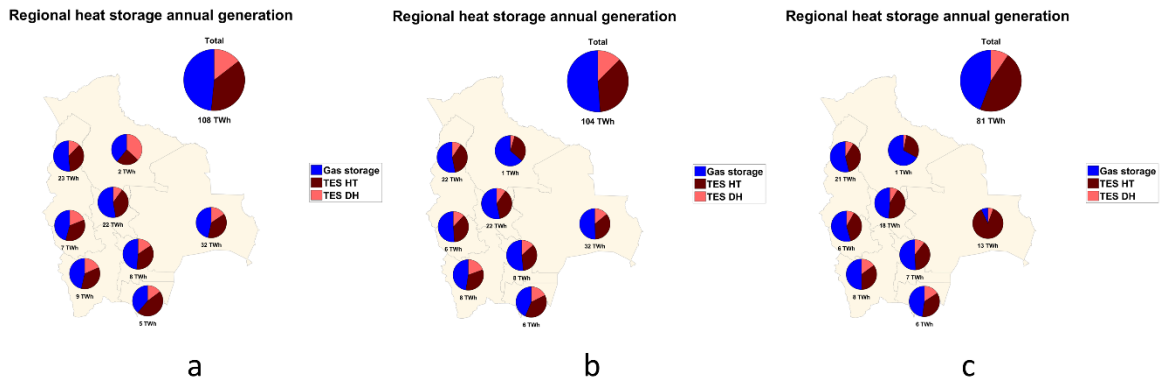 Regional heat storage annual generation
Total
108 TWh
23 TWh
2 TWh
22 TWh
7 TWh
32 TWh
8 TWh
9 TWh
5 TWh
Gas storage
TES HT
TES DH
a
Regional heat storage annual generation
Total
104 TWh
22 TWh
1 TWh
22 TWh
6 TWh
32 TWh
8 TWh
8 TWh
6 TWh
Gas storage
TES HT
TES DH
b
Regional heat storage annual generation
Total
81 TWh
21 TWh
1 TWh
18 TWh
6 TWh
13 TWh
7 TWh
8 TWh
6 TWh
Gas storage
TES HT
TES DH
c